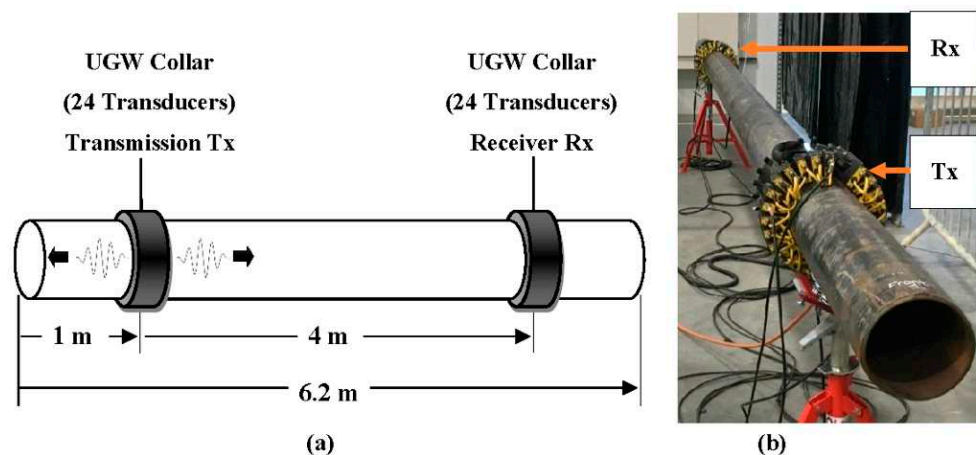 UGW Collar
(24 Transducers)
Transmission Tx
UGW Collar
(24 Transducers)
Receiver Rx
1 m
4 m
6.2 m
(a)
Rx
Tx
(b)